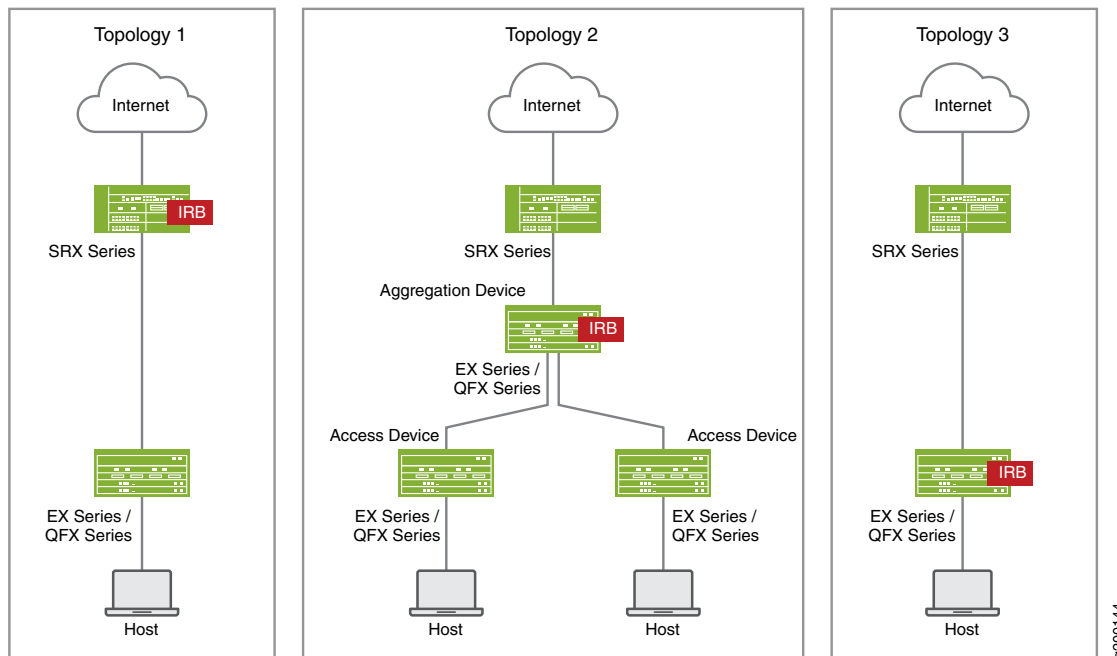 Topology 1
Internet
IRB
SRX Series
EX Series /
QFX Series
Host
Topology 2
Internet
SRX Series
Aggregation Device
IRB
EX Series /
QFX Series
Access Device
Access Device
EX Series /
QFX Series
EX Series /
QFX Series
Host
Host
Topology 3
Internet
SRX Series
IRB
EX Series /
QFX Series
Host